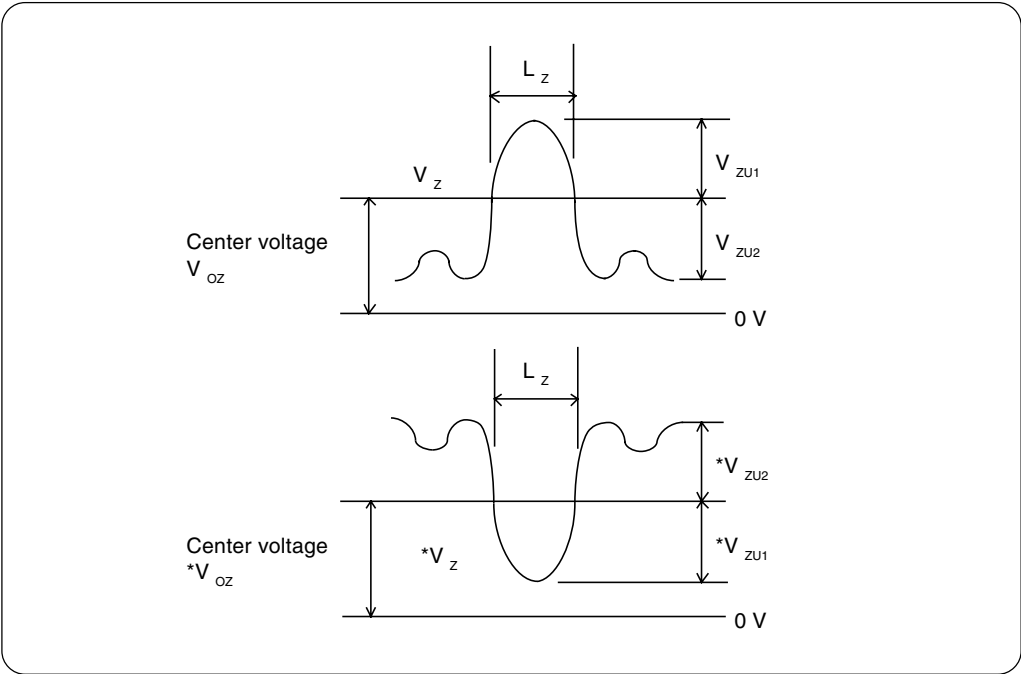 L Z
V ZU1
V Z
Center voltage
V OZ
V ZU2
0 V
L Z
*V ZU2
Center voltage
*V OZ
*V Z
*V ZU1
0 V